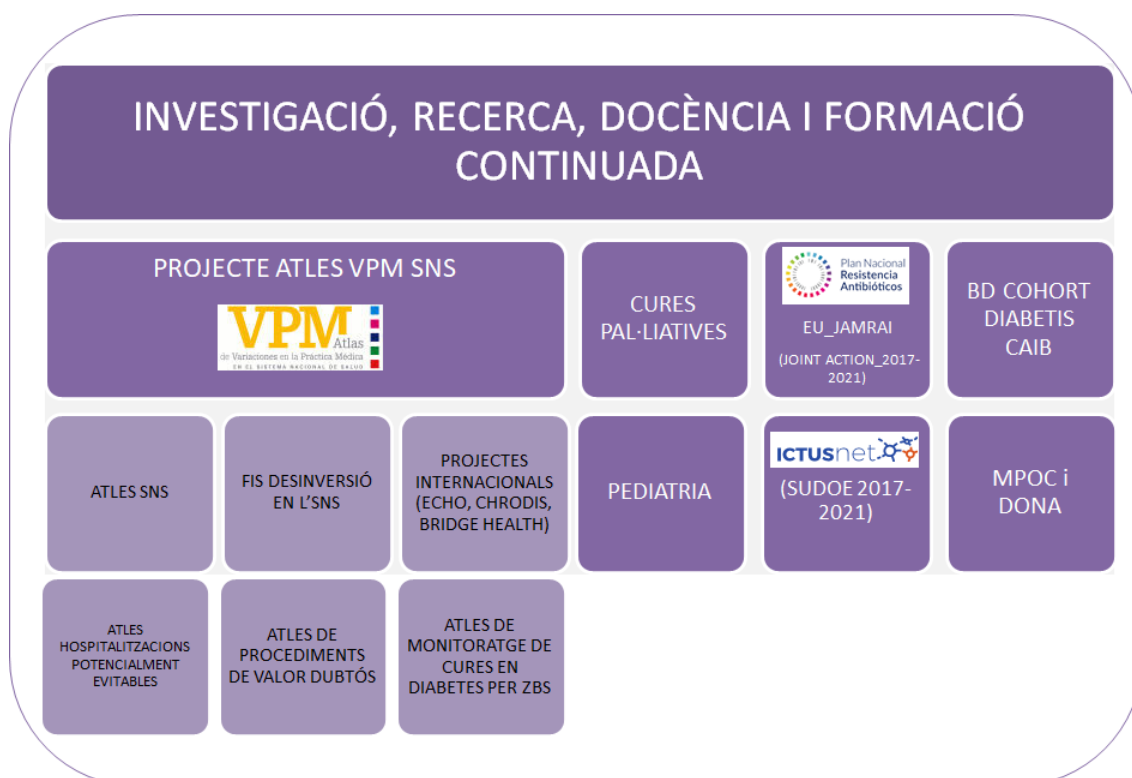 INVESTIGACIÓ, RECERCA, DOCÈNCIA I FORMACIÓ
CONTINUADA
PROJECTE ATLES VPM SNS
VPM
Atlas
de Variaciones en la Práctica Médica
EN EL SISTEMA NACIONAL DE SALUD
CURES
PAL·LIATIVES
Plan Nacional
Resistencia
Antibióticos
EU_JAMRAI
(JOINT ACTION_2017-
2021)
BD COHORT
DIABETIS
CAIB
ATLES SNS
FIS DESINVERSIÓ
EN L'SNS
PROJECTES
INTERNACIONALS
(ECHO, CHRODIS,
BRIDGE HEALTH)
PEDIATRIA
ICTUSnet
(SUDOE 2017-
2021)
MPOC i
DONA
ATLES
HOSPITALITZACIONS
POTENCIALMENT
EVITABLES
ATLES DE
PROCEDIMENTS
DE VALOR DUBTÓS
ATLES DE
MONITORATGE DE
CURES EN
DIABETES PER ZBS